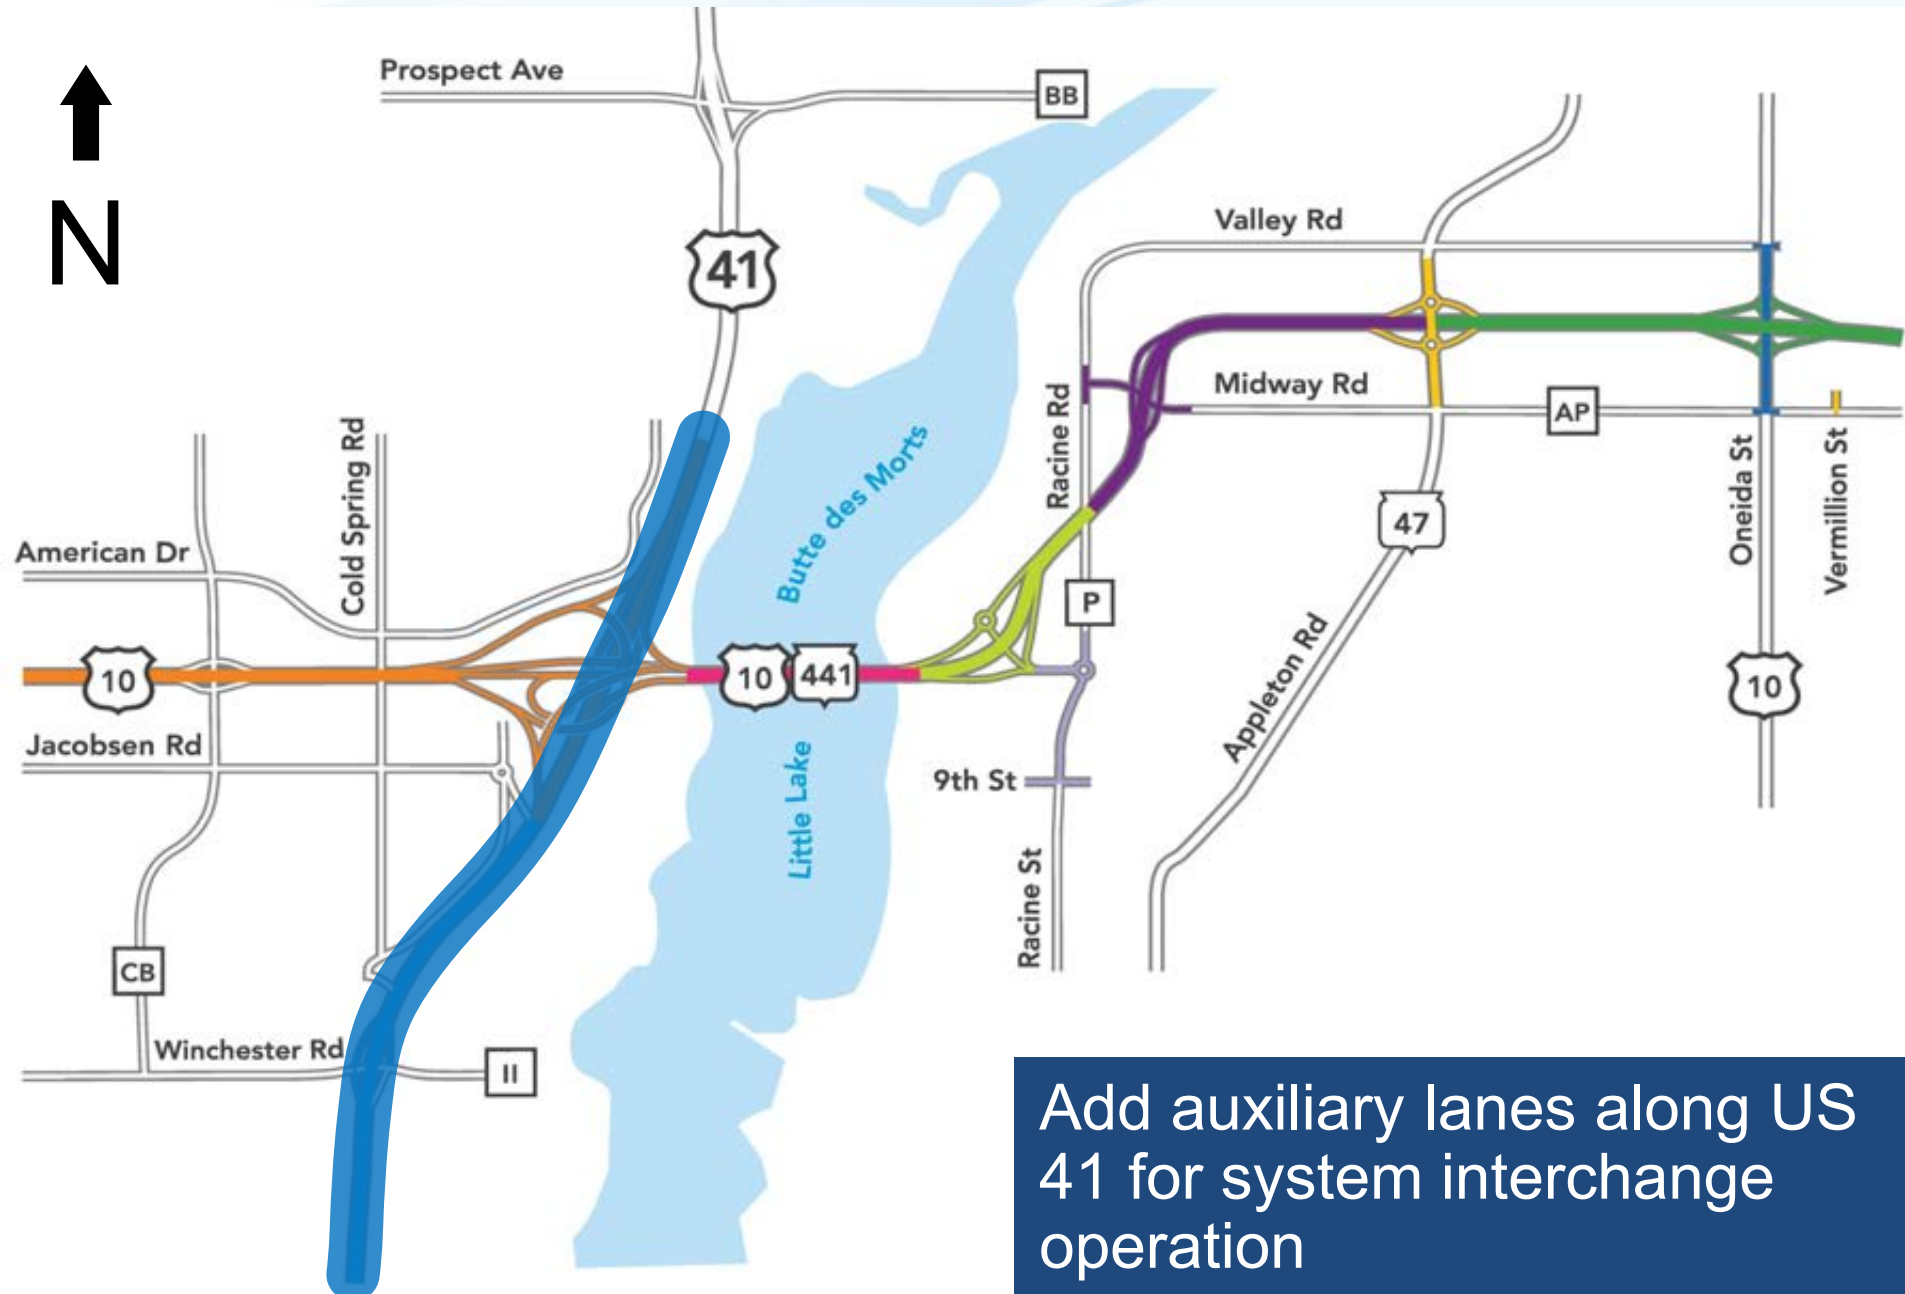 Prospect Ave
BB
N
Valley Rd
41
Midway Rd
Racine Rd
AP
Cold Spring Rd
Butte des Morts
Oneida St
Vermillion St
47
American Dr
P
Appleton Rd
10
10
441
10
Jacobsen Rd
Little Lake
9th St
Racine St
CB
Winchester Rd
II
Add auxiliary lanes along US
41 for system interchange
operation